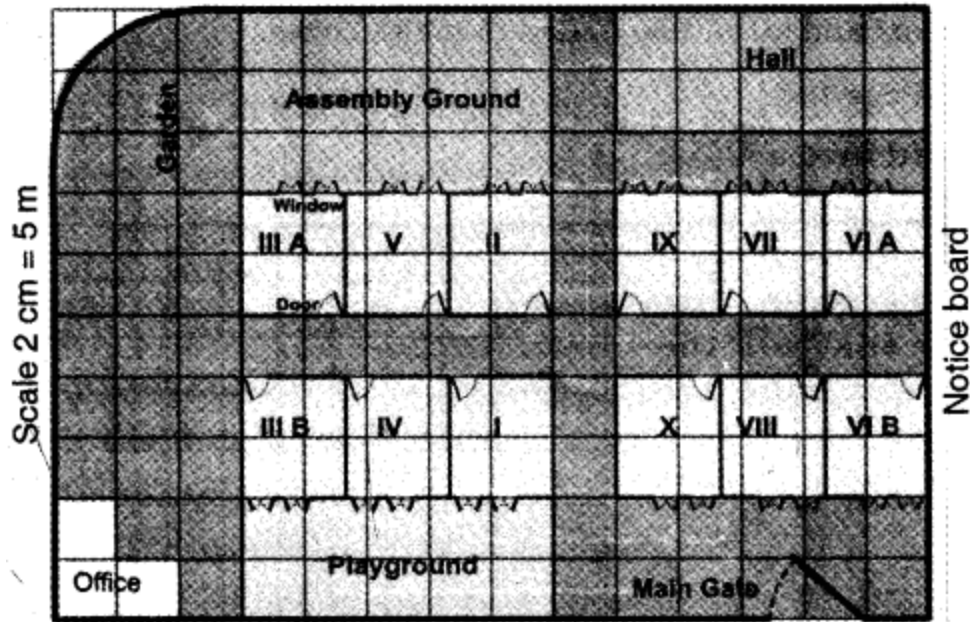 Hall
Garden
Assembly Ground
Window
III A
V
II
IX
VII
VI A
Door
Scale 2 cm = 5 m
Notice board
III B
IV
I
X
VIII
VI B
Playground
Office
Main Gate